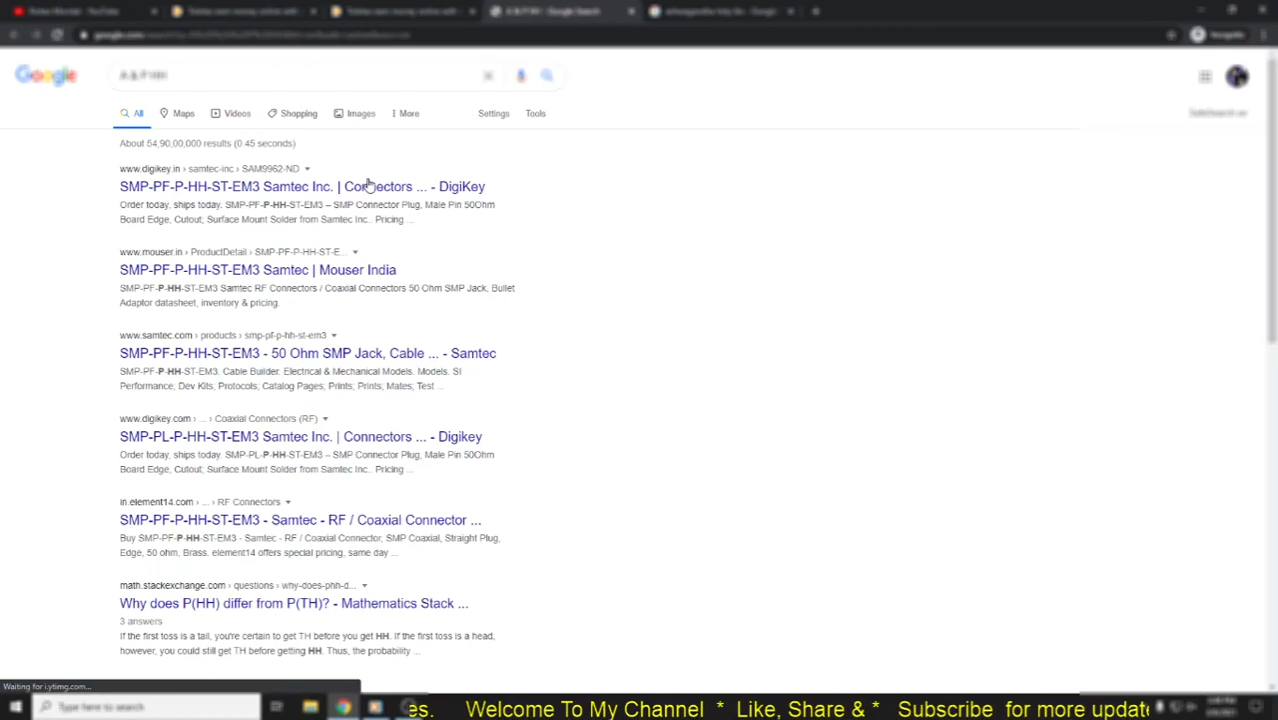 Google
All
Maps
Videos
Shopping
Images
More
Settings
Tools
About 54,90,00,000 results (0.45 seconds)
www.digikey.in › samtec-inc › SAM9962-ND
SMP-PF-P-HH-ST-EM3 Samtec Inc. | Connectors ... - DigiKey
Order today, ships today. SMP-PF-P-HH-ST-EM3 – SMP Connector Plug, Male Pin 50Ohm
Board Edge, Cutout; Surface Mount Solder from Samtec Inc.. Pricing ...
www.mouser.in › ProductDetail › SMP-PF-P-HH-ST-E...
SMP-PF-P-HH-ST-EM3 Samtec | Mouser India
SMP-PF-P-HH-ST-EM3 Samtec RF Connectors / Coaxial Connectors 50 Ohm SMP Jack, Bullet
Adaptor datasheet, inventory & pricing.
www.samtec.com › products › smp-pf-p-hh-st-em3
SMP-PF-P-HH-ST-EM3 - 50 Ohm SMP Jack, Cable ... - Samtec
SMP-PF-P-HH-ST-EM3. Cable Builder. Electrical & Mechanical Models. Models. SI
Performance; Dev Kits, Protocols, Catalog Pages, Prints; Prints, Mates, Test ...
www.digikey.com › ... › Coaxial Connectors (RF)
SMP-PL-P-HH-ST-EM3 Samtec Inc. | Connectors ... - Digikey
Order today, ships today. SMP-PL-P-HH-ST-EM3 – SMP Connector Plug, Male Pin 50Ohm
Board Edge, Cutout; Surface Mount Solder from Samtec Inc.. Pricing ...
in.element14.com › ... › RF Connectors
SMP-PF-P-HH-ST-EM3 - Samtec - RF / Coaxial Connector ...
Buy SMP-PF-P-HH-ST-EM3 - Samtec - RF / Coaxial Connector, SMP Coaxial, Straight Plug,
Edge, 50 ohm, Brass. element14 offers special pricing, same day ...
math.stackexchange.com › questions › why-does-phh-d...
Why does P(HH) differ from P(TH)? - Mathematics Stack ...
3 answers
If the first toss is a tail, you're certain to get TH before you get HH. If the first toss is a head,
however, you could still get TH before getting HH. Thus, the probability ...
Waiting for i.ytimg.com...
Type here to search
es. Welcome To My Channel * Like, Share & * Subscribe for more update